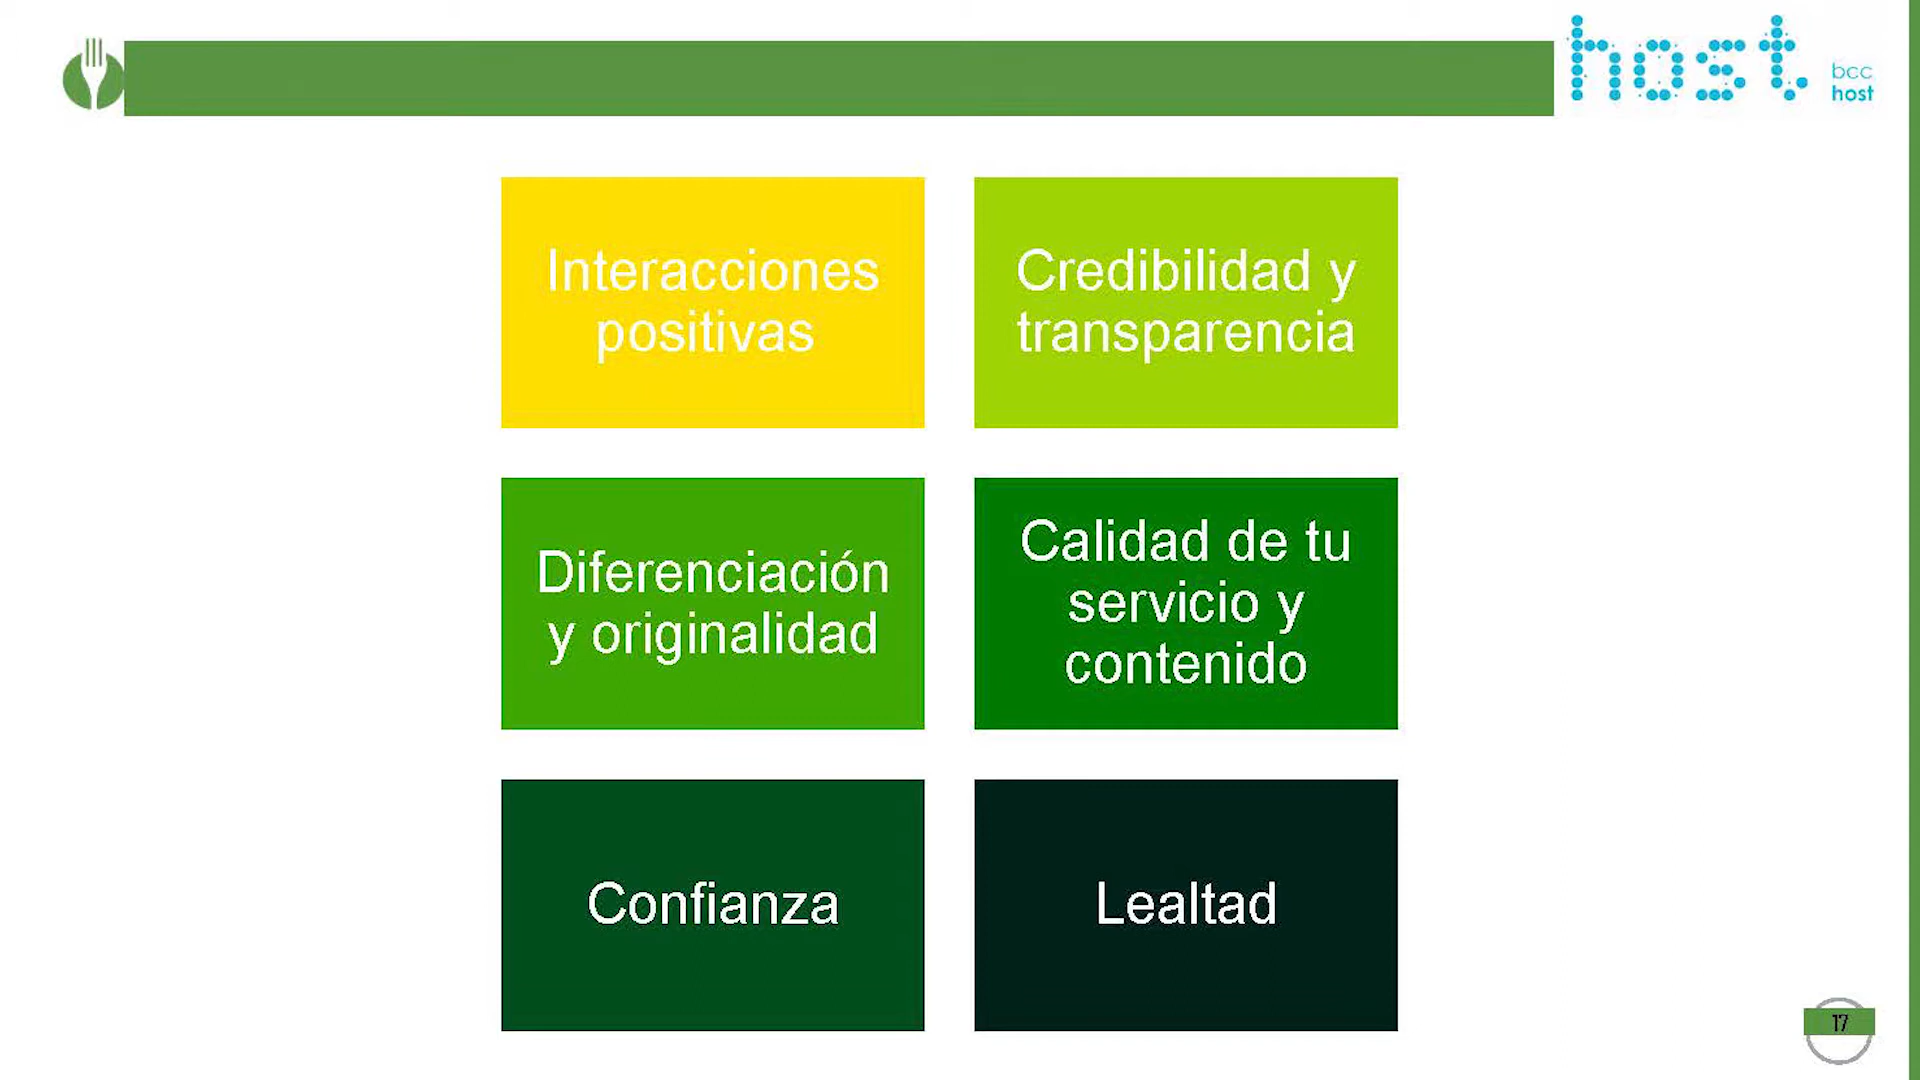 host
bcc
host
Interacciones
positivas
Credibilidad y
transparencia
Diferenciación
y originalidad
Calidad de tu
servicio y
contenido
Confianza
Lealtad
17